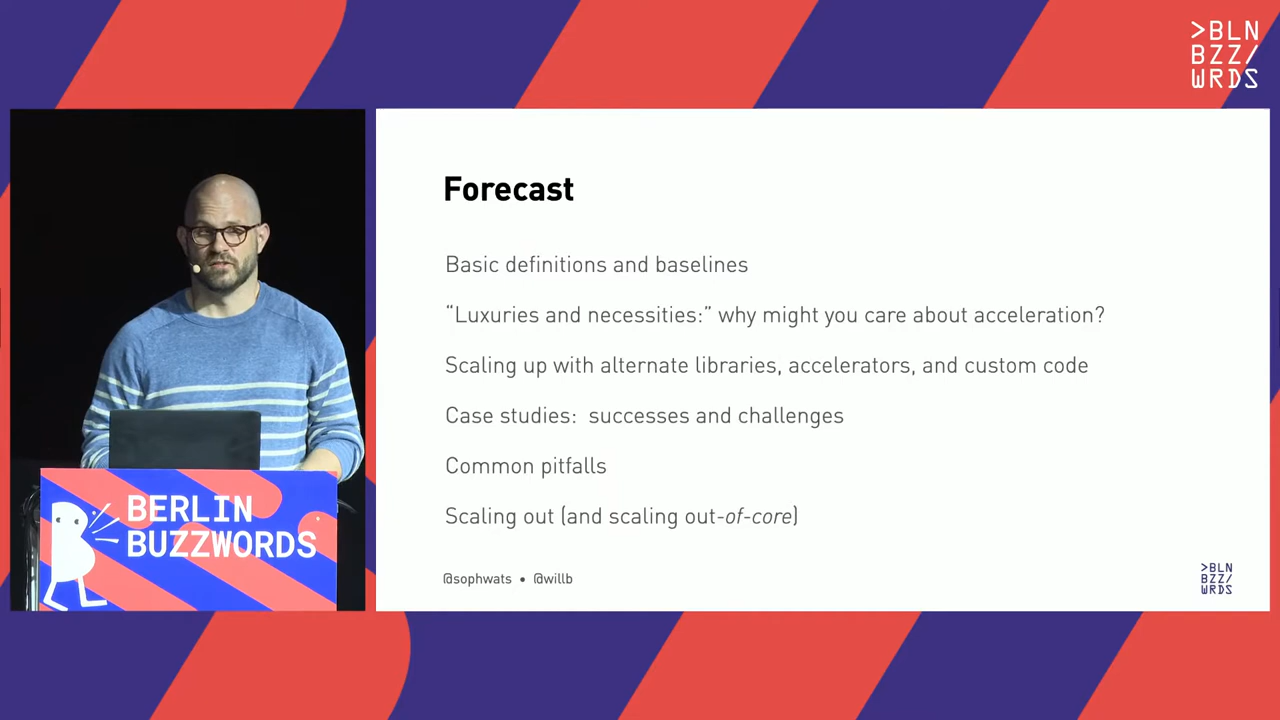 >BLN
BZZ/
WRDS
Forecast
Basic definitions and baselines
“Luxuries and necessities:” why might you care about acceleration?
Scaling up with alternate libraries, accelerators, and custom code
Case studies:  successes and challenges
Common pitfalls
Scaling out (and scaling out-of-core)
@sophwats • @willb
>BLN
BZZ/
WRDS
BERLIN
BUZZWORDS